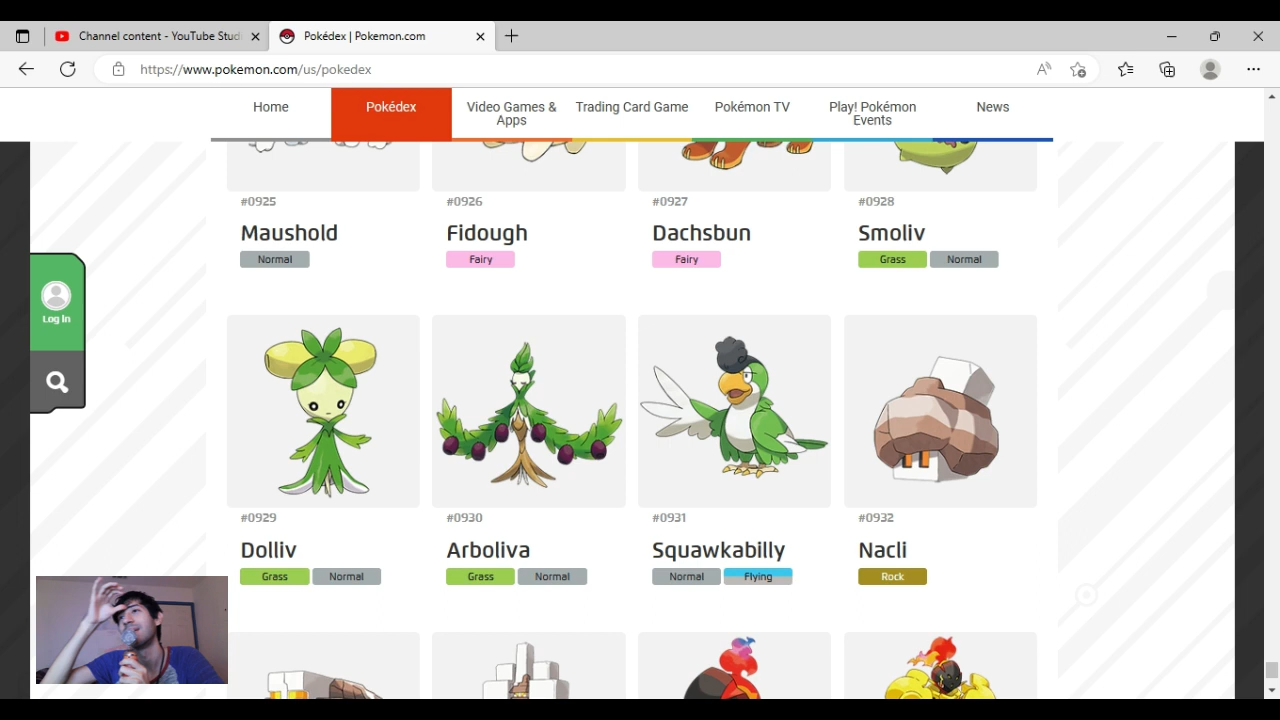 Channel content - YouTube Stud
Pokédex | Pokemon.com
https://www.pokemon.com/us/pokedex
Home
Pokédex
Video Games &
Apps
Trading Card Game
Pokémon TV
Play! Pokémon
Events
News
#0925
#0926
#0927
#0928
Maushold
Fidough
Dachsbun
Smoliv
Normal
Fairy
Fairy
Grass
Normal
Log in
#0929
#0930
#0931
#0932
Dolliv
Arboliva
Squawkabilly
Nacli
Grass
Normal
Grass
Normal
Normal
Flying
Rock